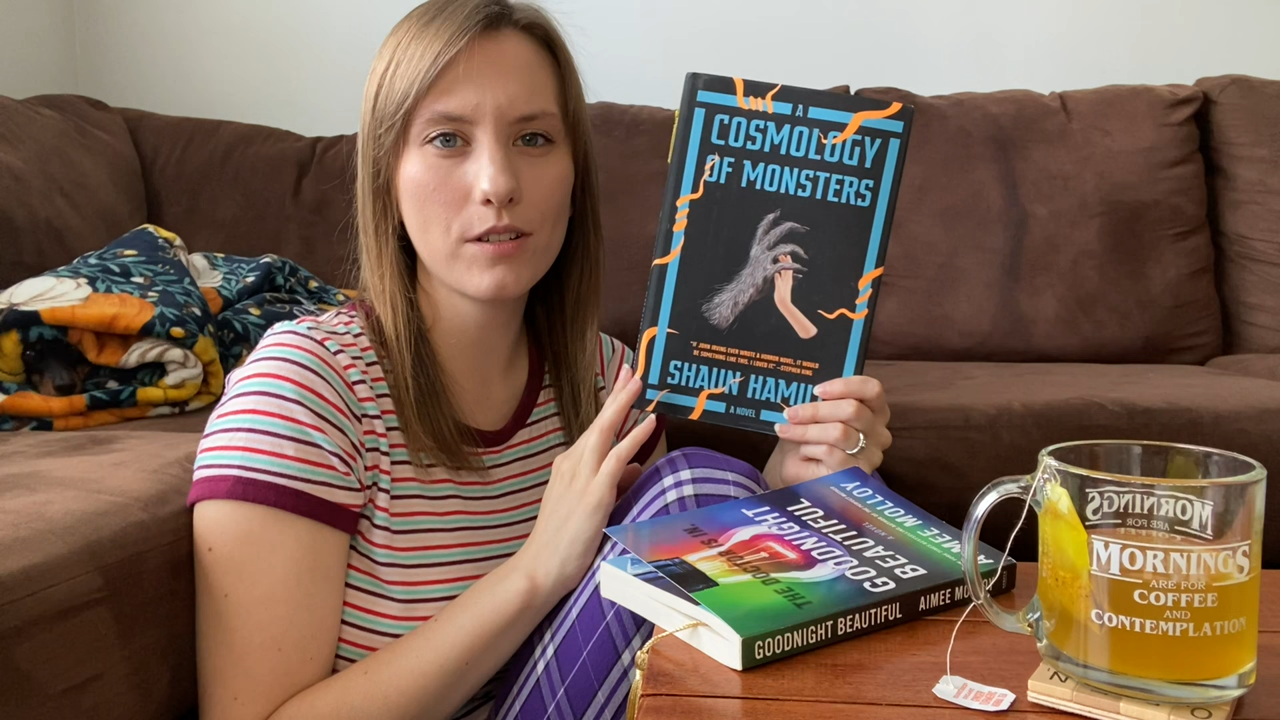 A
COSMOLOGY
OF MONSTERS
"IF JOHN IRVING EVER WROTE A HORROR NOVEL, IT WOULD
BE SOMETHING LIKE THIS. I LOVED IT." —STEPHEN KING
SHAUN HAMIL
A NOVEL
GOODNIGHT
BEAUTIFUL
A NOVEL
AIMEE MOLLOY
THE DOCTOR IS IN.
GOODNIGHT BEAUTIFUL AIMEE MOLLOY
MORNINGS
ARE FOR
MORNINGS
ARE FOR
COFFEE
AND
CONTEMPLATION